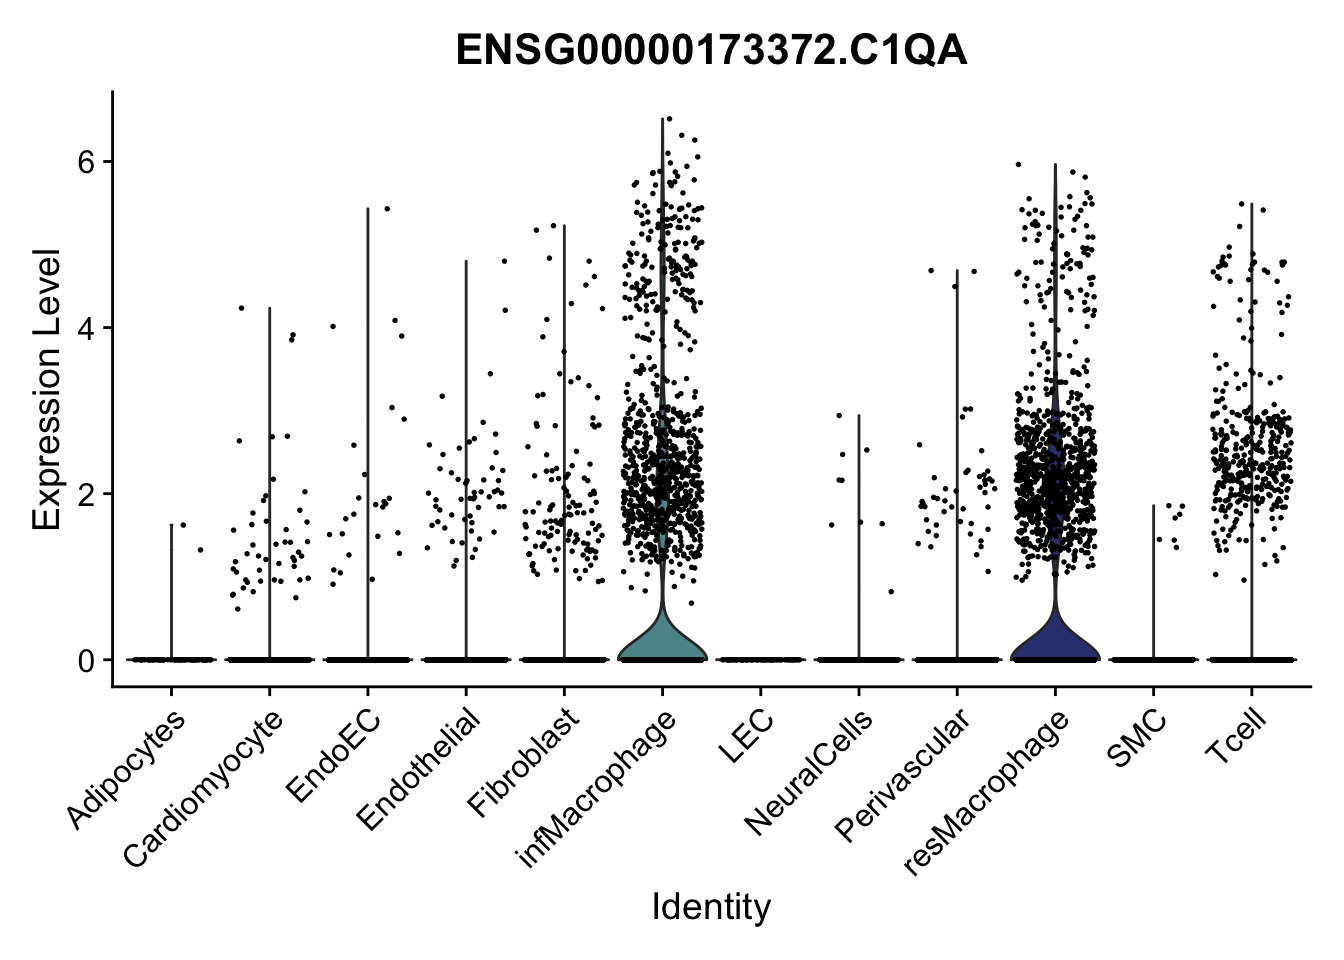 ENSG00000173372.C1QA
Expression Level
6
4
2
0
Adipocytes
Cardiomyocyte
EndoEC
Endothelial
Fibroblast
infMacrophage
LEC
NeuralCells
Perivascular
resMacrophage
SMC
Tcell
Identity